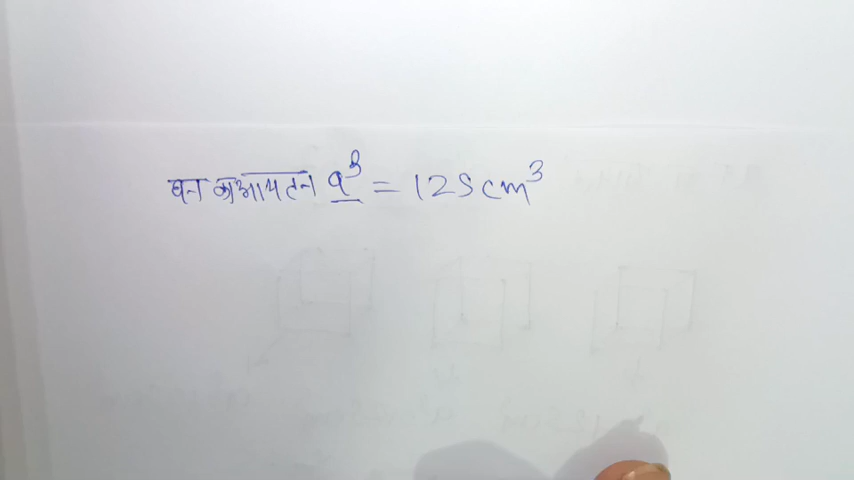 घन का आयतन a³ = 125 cm³